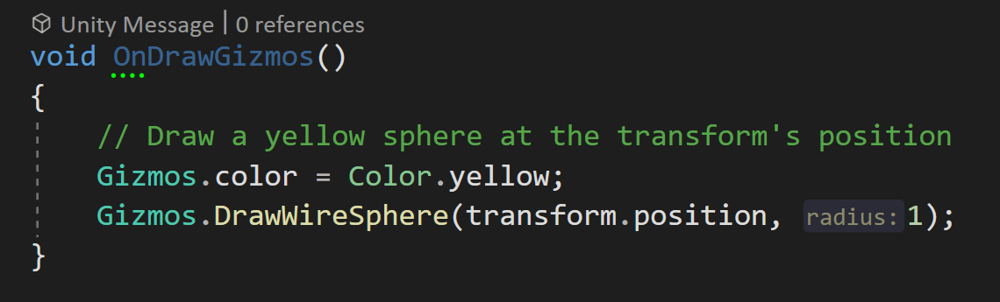 Unity Message | 0 references
void OnDrawGizmos()
{
// Draw a yellow sphere at the transform's position
Gizmos.color = Color.yellow;
Gizmos.DrawWireSphere(transform.position, radius: 1);
}